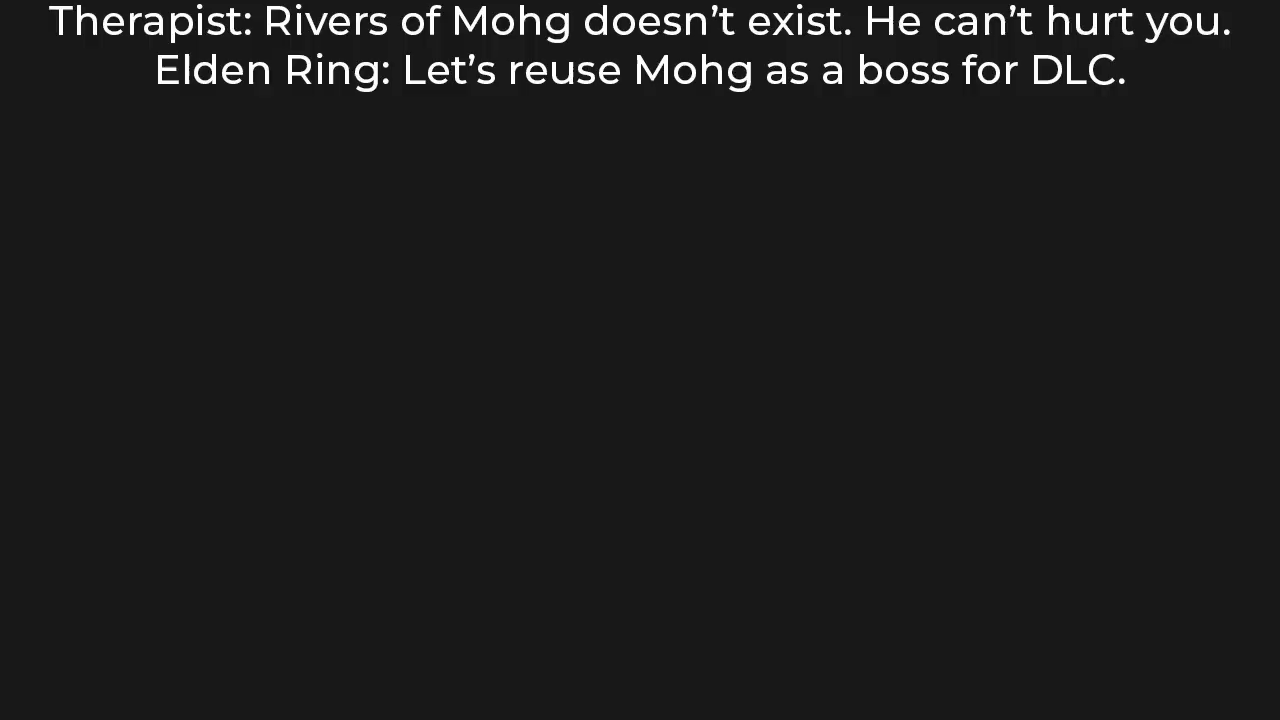 Therapist: Rivers of Mohg doesn’t exist. He can’t hurt you.
Elden Ring: Let’s reuse Mohg as a boss for DLC.